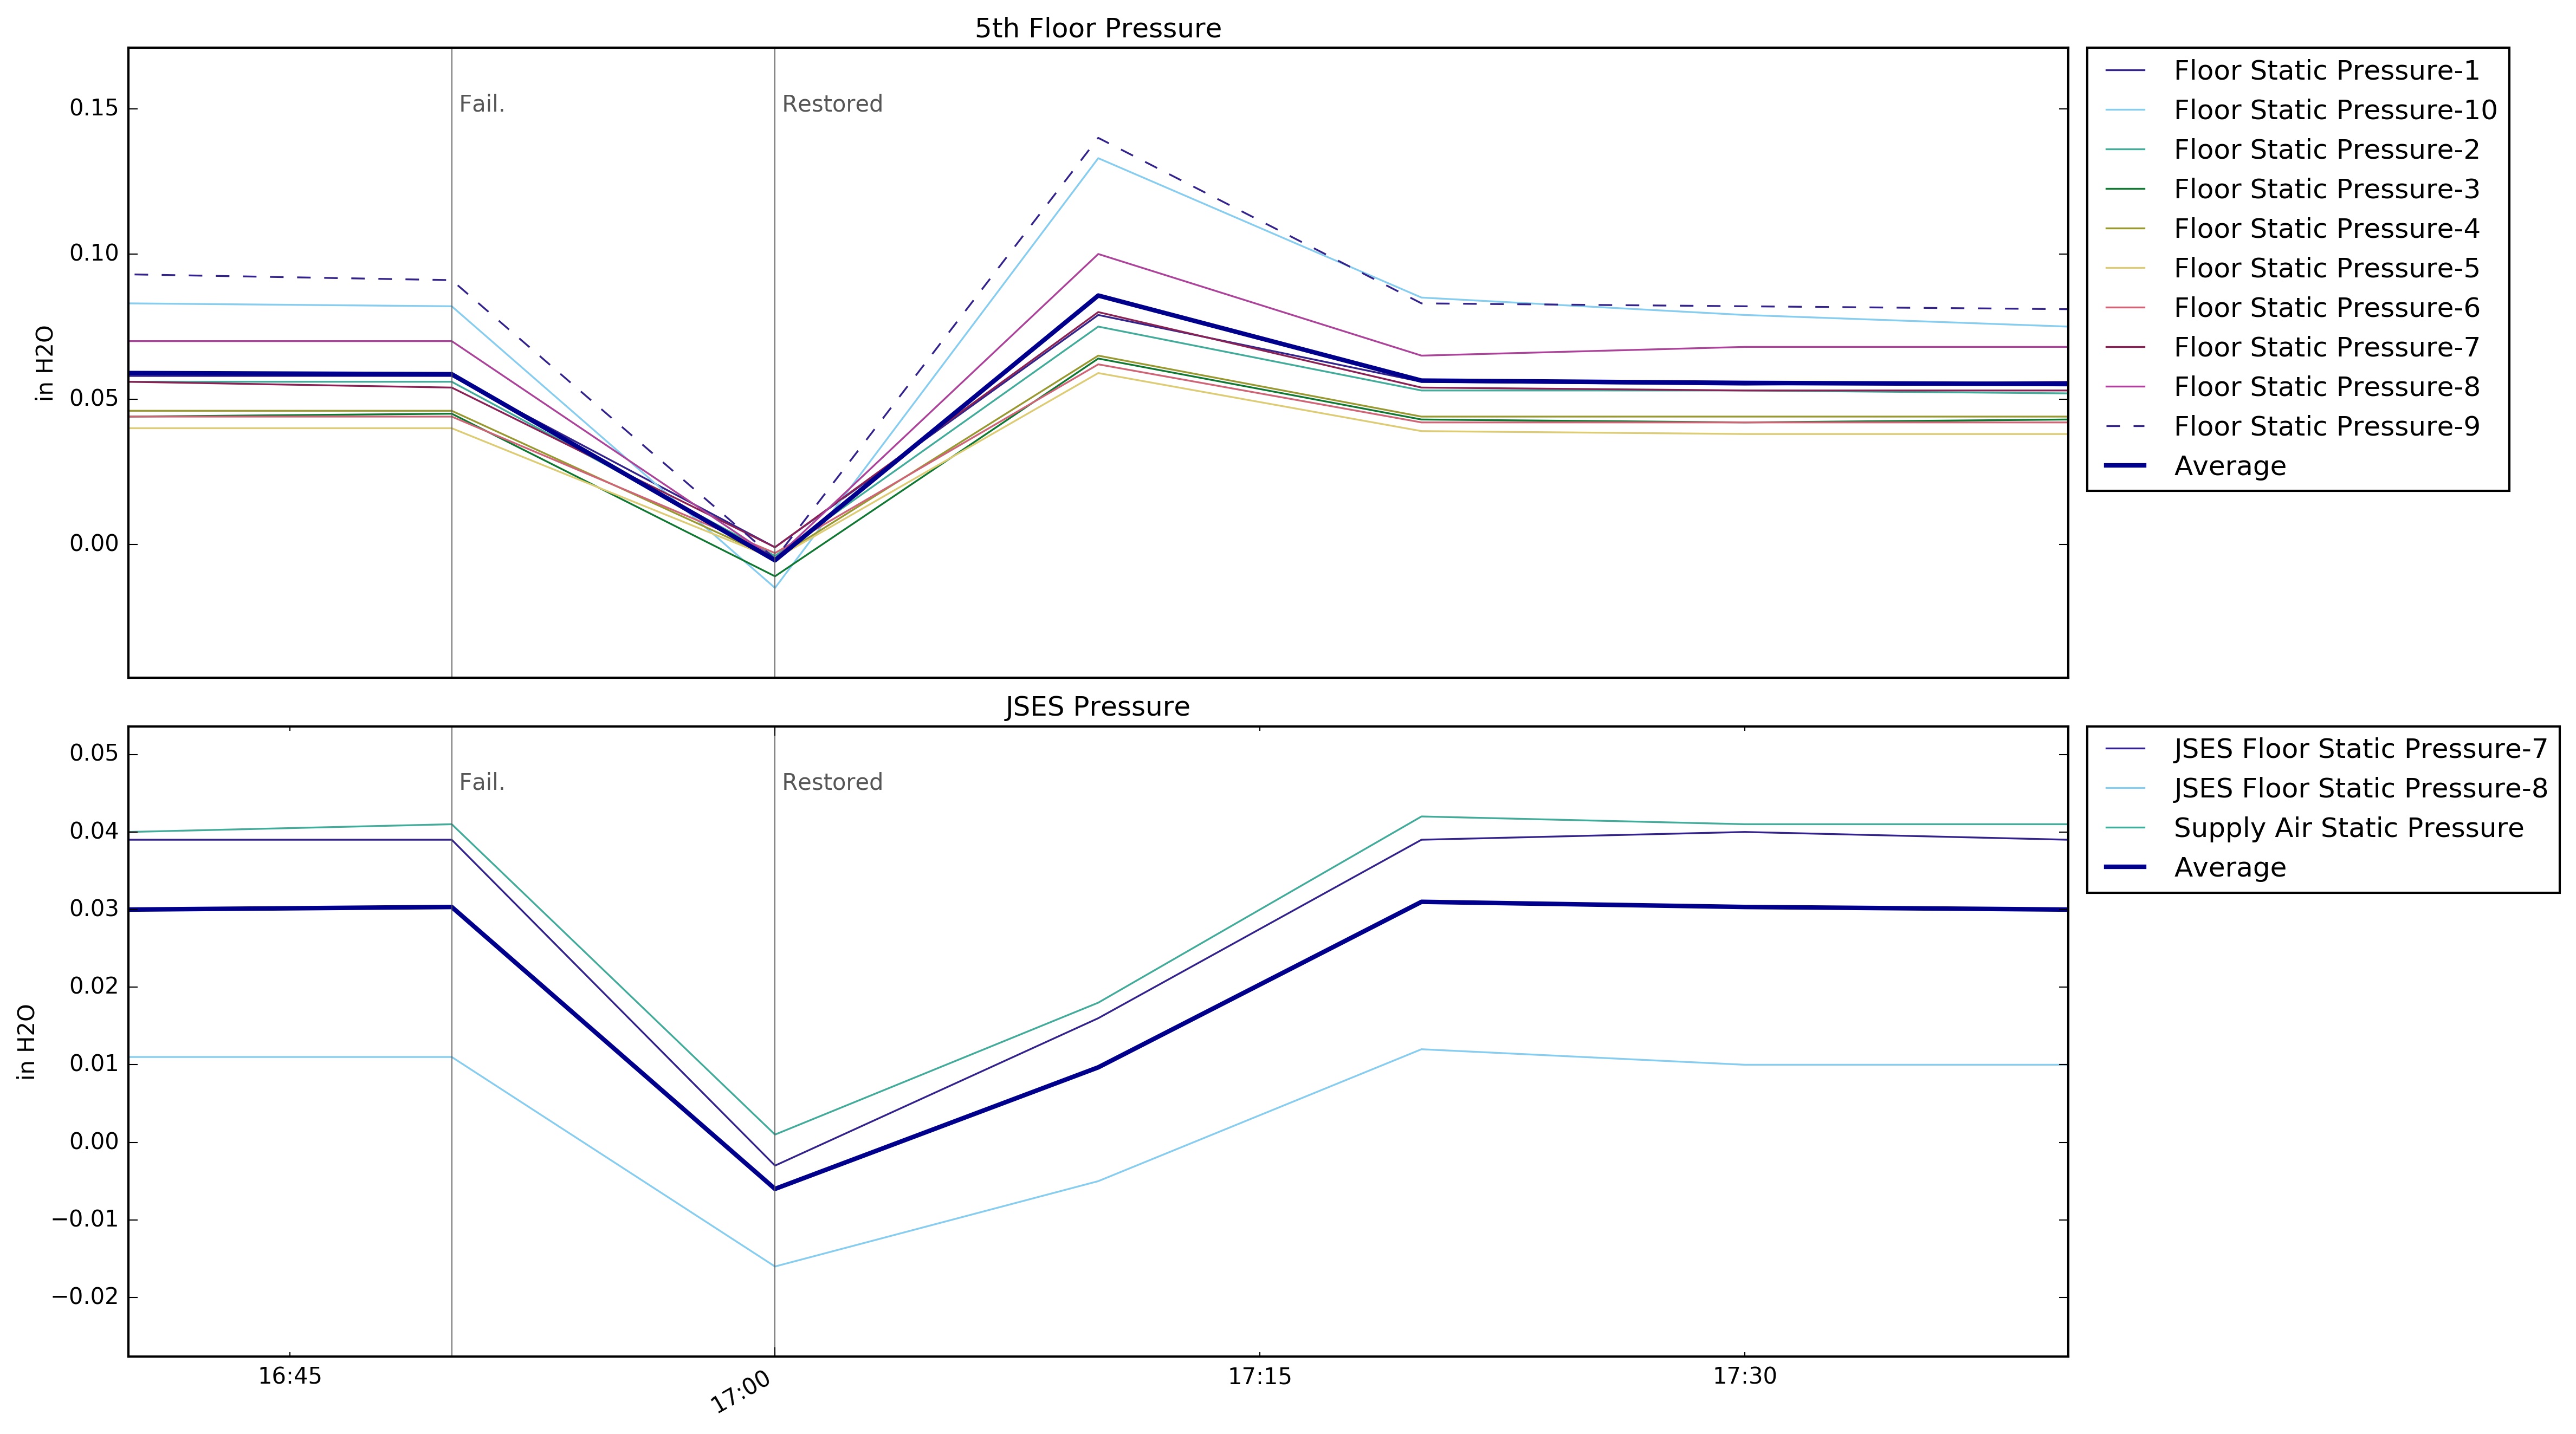 5th Floor Pressure
in H2O
0.15
0.10
0.05
0.00
Fail.
Restored
Floor Static Pressure-1
Floor Static Pressure-10
Floor Static Pressure-2
Floor Static Pressure-3
Floor Static Pressure-4
Floor Static Pressure-5
Floor Static Pressure-6
Floor Static Pressure-7
Floor Static Pressure-8
Floor Static Pressure-9
Average
JSES Pressure
in H2O
0.05
0.04
0.03
0.02
0.01
0.00
−0.01
−0.02
Fail.
Restored
JSES Floor Static Pressure-7
JSES Floor Static Pressure-8
Supply Air Static Pressure
Average
16:45
17:00
17:15
17:30